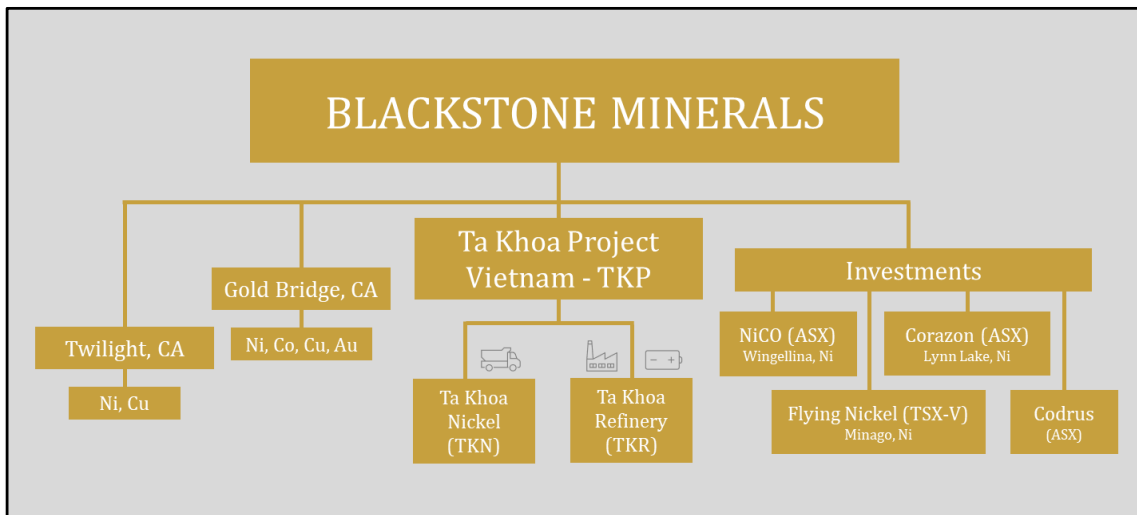 BLACKSTONE MINERALS
Ta Khoa Project
Vietnam - TKP
Investments
Gold Bridge, CA
Twilight, CA
Ni, Co, Cu, Au
Ni, Cu
NiCO (ASX)
Wingellina, Ni
Corazon (ASX)
Lynn Lake, Ni
Ta Khoa
Nickel
(TKN)
Ta Khoa
Refinery
(TKR)
Flying Nickel (TSX-V)
Minago, Ni
Codrus
(ASX)